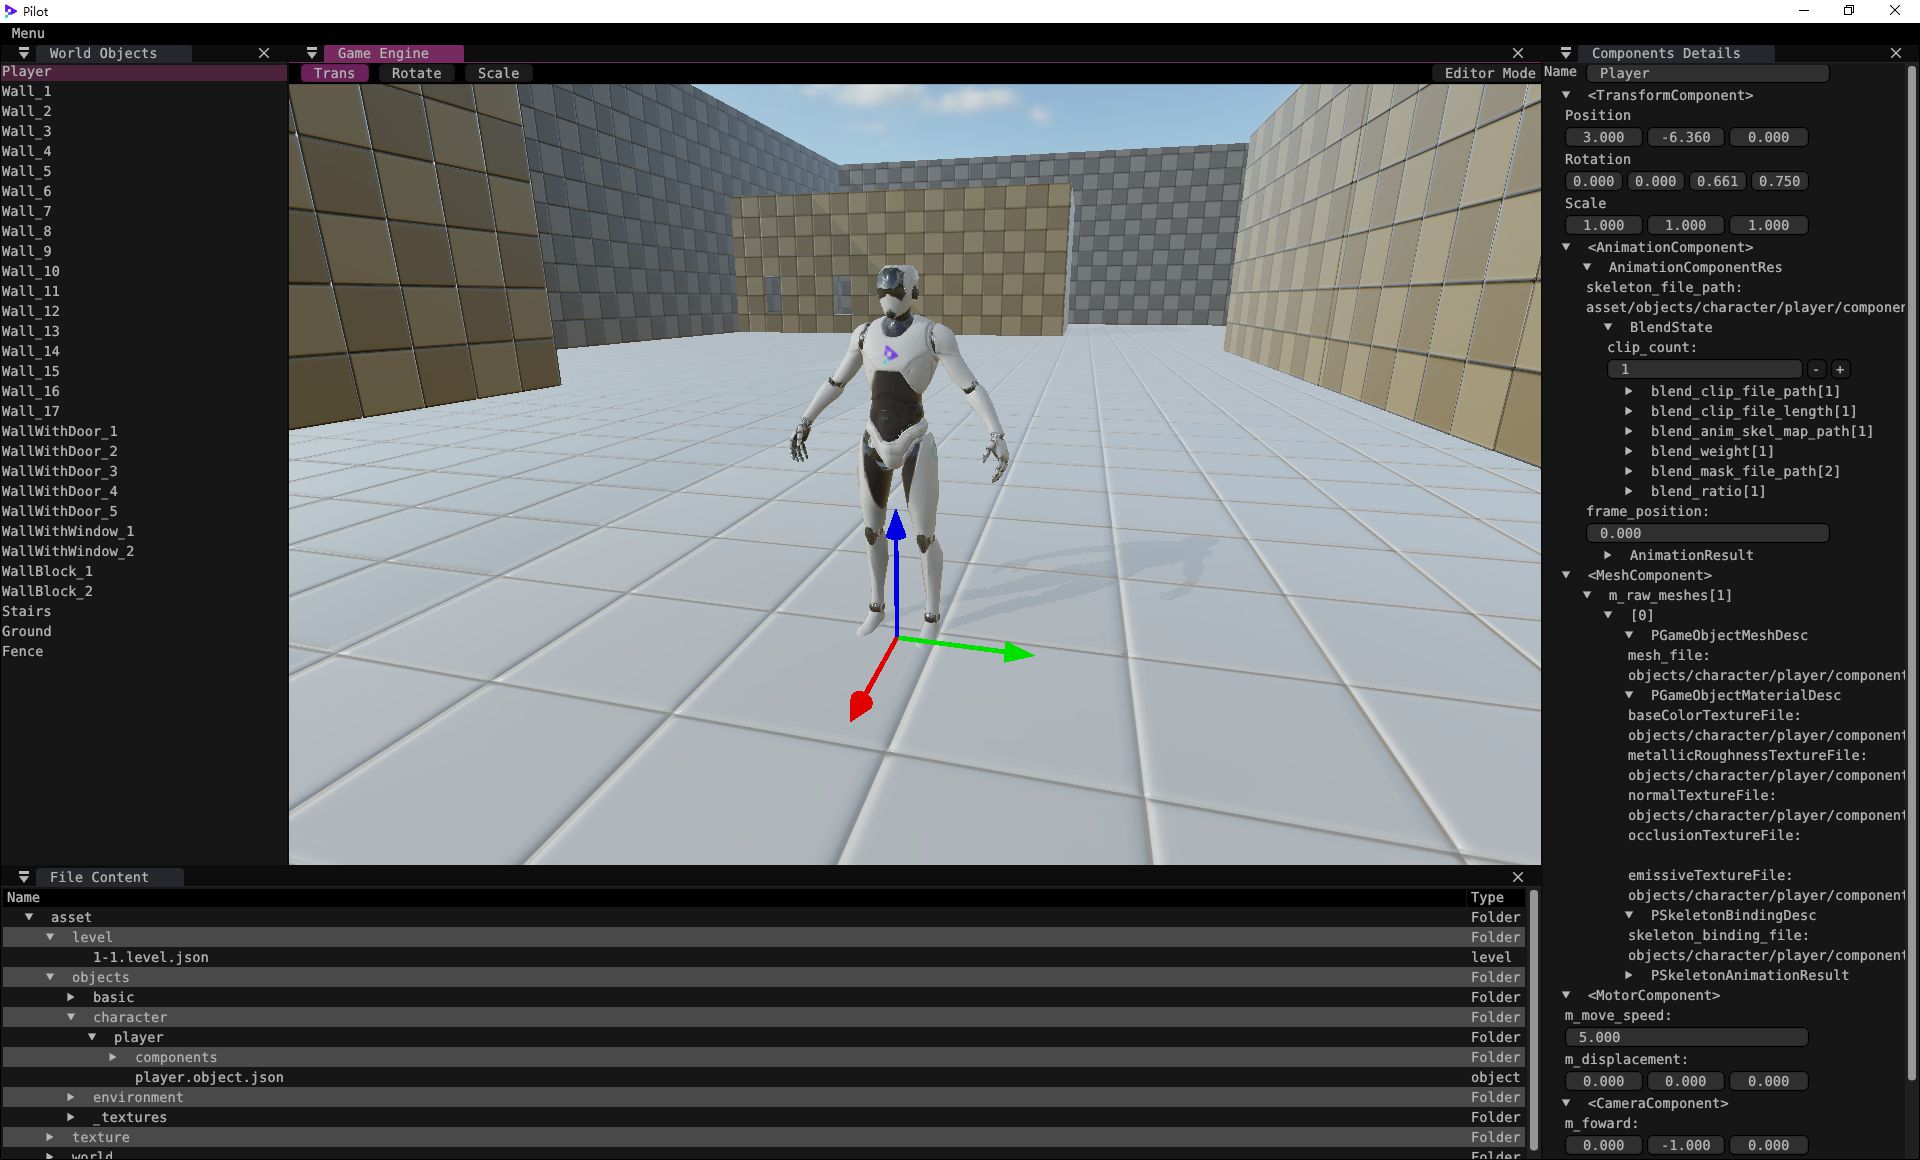 Pilot
Menu
World Objects
Player
Wall_1
Wall_2
Wall_3
Wall_4
Wall_5
Wall_6
Wall_7
Wall_8
Wall_9
Wall_10
Wall_11
Wall_12
Wall_13
Wall_14
Wall_15
Wall_16
Wall_17
WallWithDoor_1
WallWithDoor_2
WallWithDoor_3
WallWithDoor_4
WallWithDoor_5
WallWithWindow_1
WallWithWindow_2
WallBlock_1
WallBlock_2
Stairs
Ground
Fence
Game Engine
Trans Rotate Scale Editor Mode
File Content
Name Type
asset Folder
level Folder
1-1.level.json level
objects Folder
basic Folder
character Folder
player Folder
components Folder
player.object.json object
environment Folder
_textures Folder
texture Folder
world Folder
Components Details
Name Player
<TransformComponent>
Position
3.000 -6.360 0.000
Rotation
0.000 0.000 0.661 0.750
Scale
1.000 1.000 1.000
<AnimationComponent>
AnimationComponentRes
skeleton_file_path:
asset/objects/character/player/componen
BlendState
clip_count:
1 - +
blend_clip_file_path[1]
blend_clip_file_length[1]
blend_anim_skel_map_path[1]
blend_weight[1]
blend_mask_file_path[2]
blend_ratio[1]
frame_position:
0.000
AnimationResult
<MeshComponent>
m_raw_meshes[1]
[0]
PGameObjectMeshDesc
mesh_file:
objects/character/player/component
PGameObjectMaterialDesc
baseColorTextureFile:
objects/character/player/component
metallicRoughnessTextureFile:
objects/character/player/component
normalTextureFile:
objects/character/player/component
occlusionTextureFile:
emissiveTextureFile:
objects/character/player/component
PSkeletonBindingDesc
skeleton_binding_file:
objects/character/player/component
PSkeletonAnimationResult
<MotorComponent>
m_move_speed:
5.000
m_displacement:
0.000 0.000 0.000
<CameraComponent>
m_foward:
0.000 -1.000 0.000